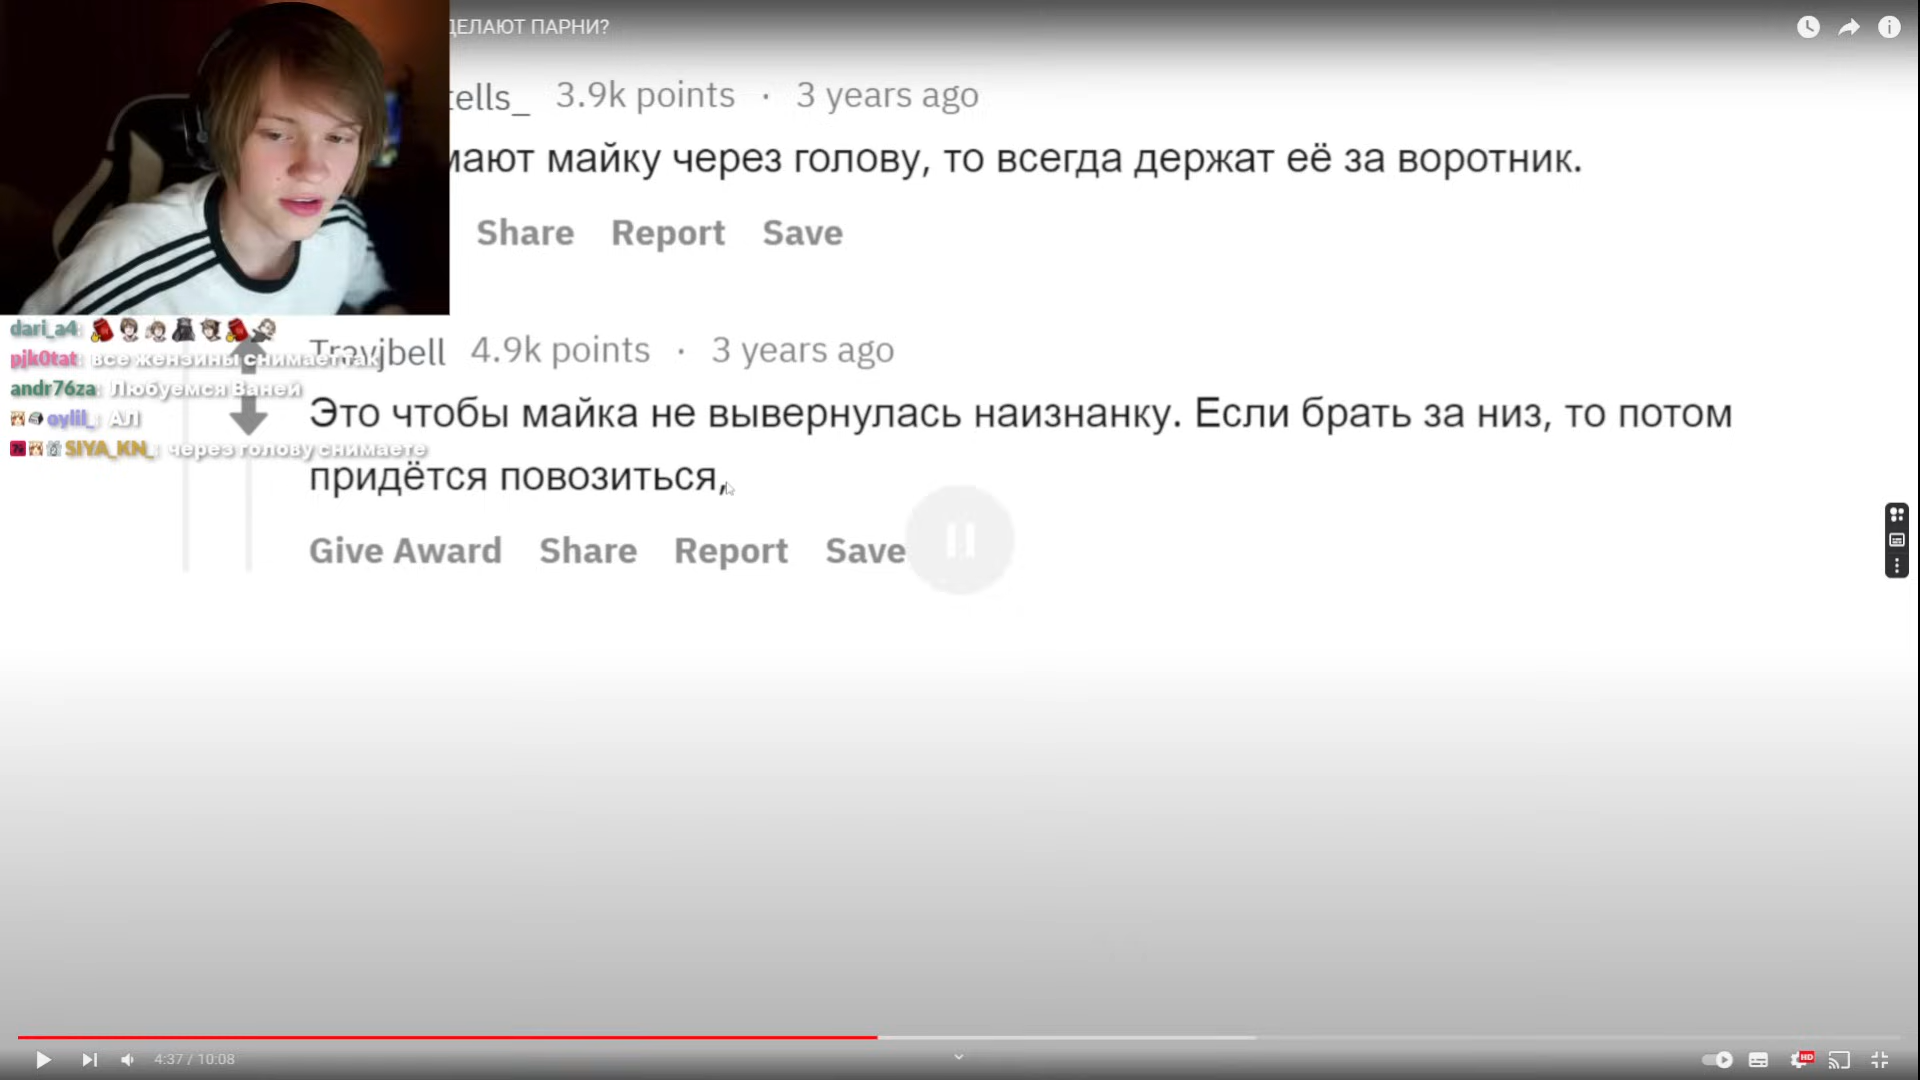 ДЕЛАЮТ ПАРНИ?
tells_ 3.9k points · 3 years ago
мают майку через голову, то всегда держат её за воротник.
Share Report Save
dari_a4:
pjk0tat: все жензины снимаеттак
andr76za: Любуемся Ваней
oylil_: АЛ
SIYA_KN_: через голову снимаете
Travjbell 4.9k points · 3 years ago
Это чтобы майка не вывернулась наизнанку. Если брать за низ, то потом
придётся повозиться,
Give Award Share Report Save
4:37 / 10:08
HD